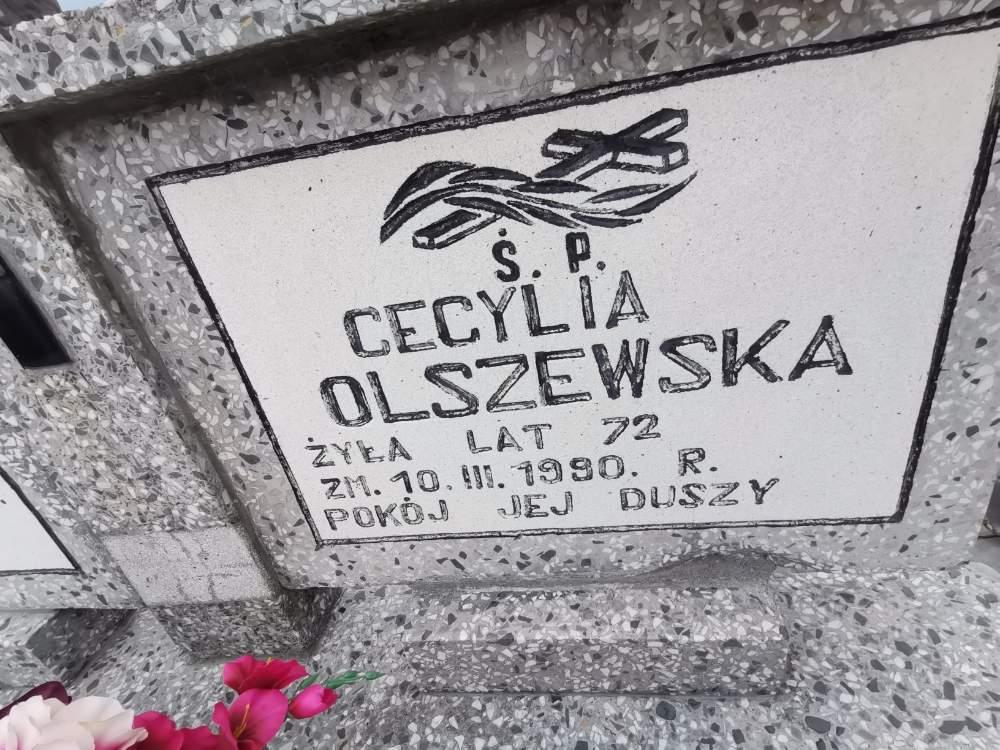 Ś. P.
CECYLIA
OLSZEWSKA
ŻYŁA LAT 72
ZM. 10. III. 1990. R.
POKÓJ JEJ DUSZY